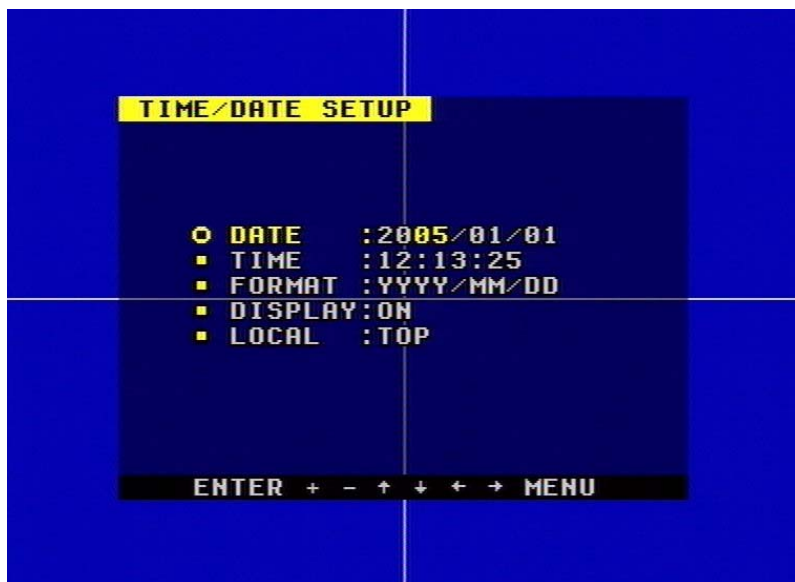 TIME/DATE SETUP
DATE :2005/01/01
TIME :12:13:25
FORMAT :YYYY/MM/DD
DISPLAY:ON
LOCAL :TOP
ENTER + - ↑ ↓ ← → MENU